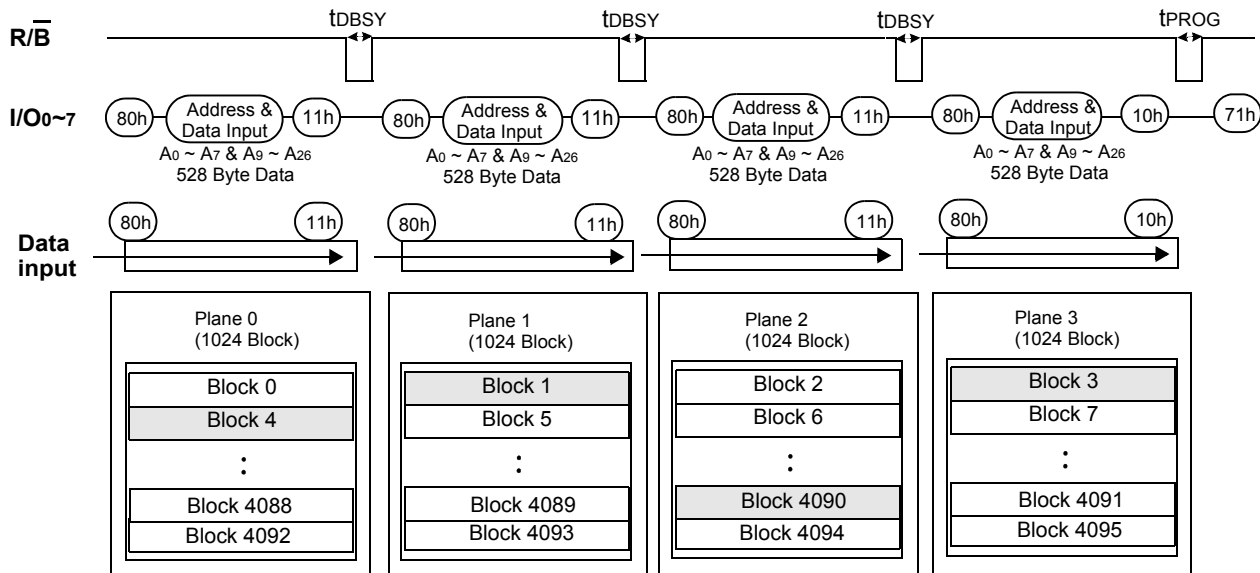 tDBSY tDBSY tDBSY tPROG
R/B
I/O0~7 80h Address & Data Input 11h 80h Address & Data Input 11h 80h Address & Data Input 11h 80h Address & Data Input 10h 71h
A0 ~ A7 & A9 ~ A26 A0 ~ A7 & A9 ~ A26 A0 ~ A7 & A9 ~ A26 A0 ~ A7 & A9 ~ A26
528 Byte Data 528 Byte Data 528 Byte Data 528 Byte Data
80h 11h 80h 11h 80h 11h 80h 10h
Data
input
Plane 0 Plane 1 Plane 2 Plane 3
(1024 Block) (1024 Block) (1024 Block) (1024 Block)
Block 0 Block 1 Block 2 Block 3
Block 4 Block 5 Block 6 Block 7
: : : :
Block 4088 Block 4089 Block 4090 Block 4091
Block 4092 Block 4093 Block 4094 Block 4095